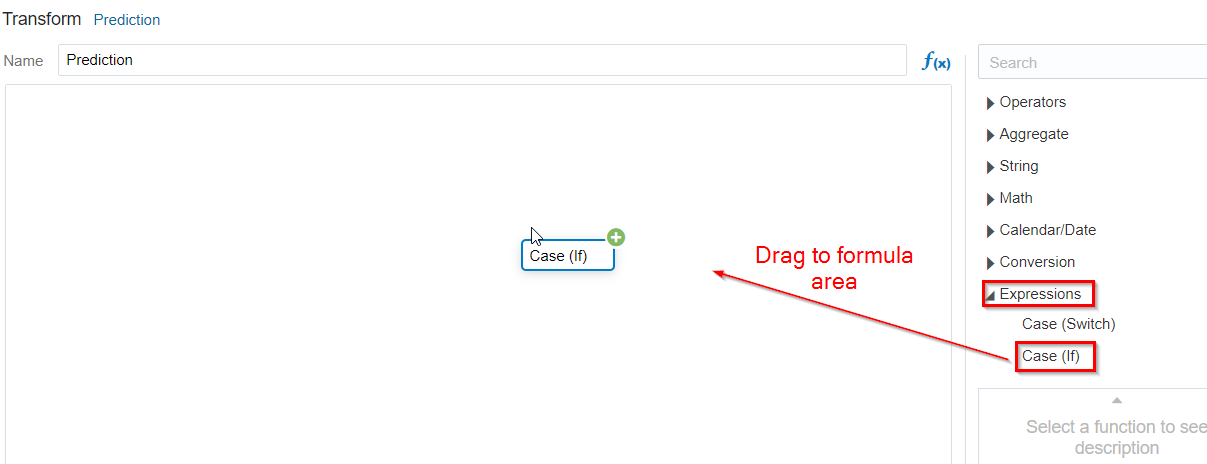 Transform Prediction
Name Prediction f(x)
Search
Operators
Aggregate
String
Math
Calendar/Date
Conversion
Expressions
Case (Switch)
Case (If)
Case (If)
Drag to formula
area
Select a function to see
description